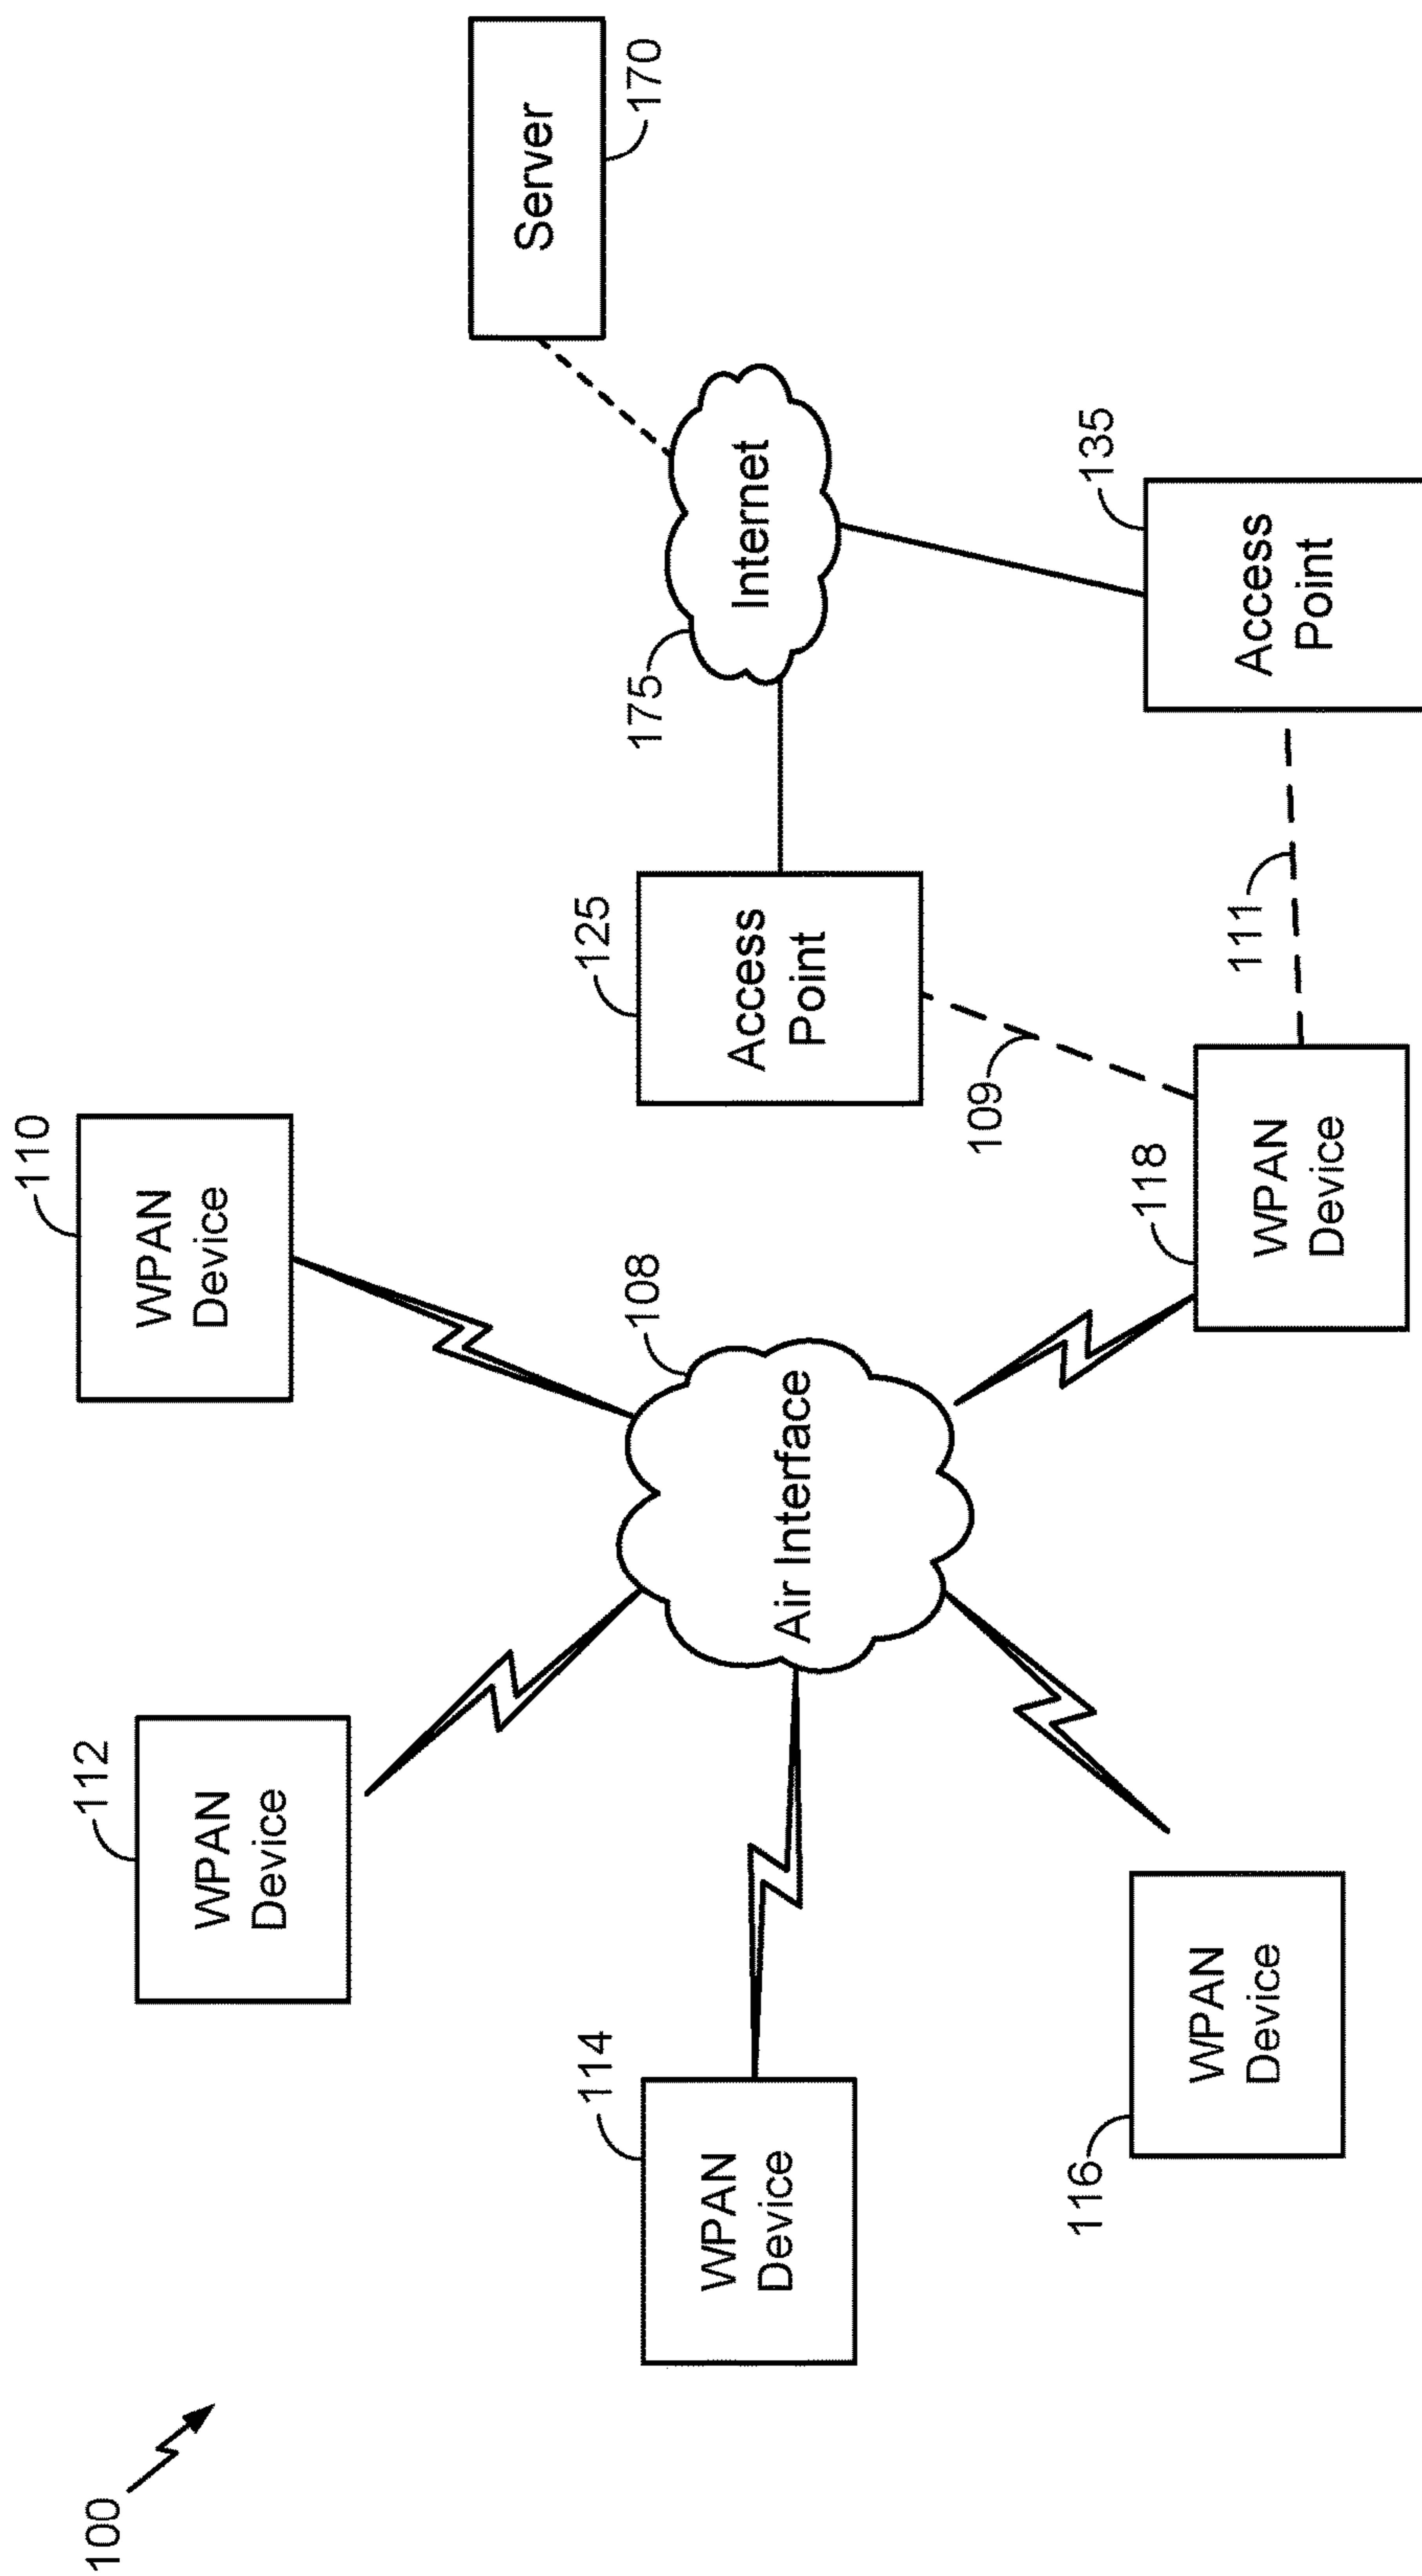 100
112
WPAN
Device
110
WPAN
Device
Server
170
114
WPAN
Device
108
Air Interface
125
Access
Point
175
Internet
109
116
WPAN
Device
118
WPAN
Device
111
135
Access
Point